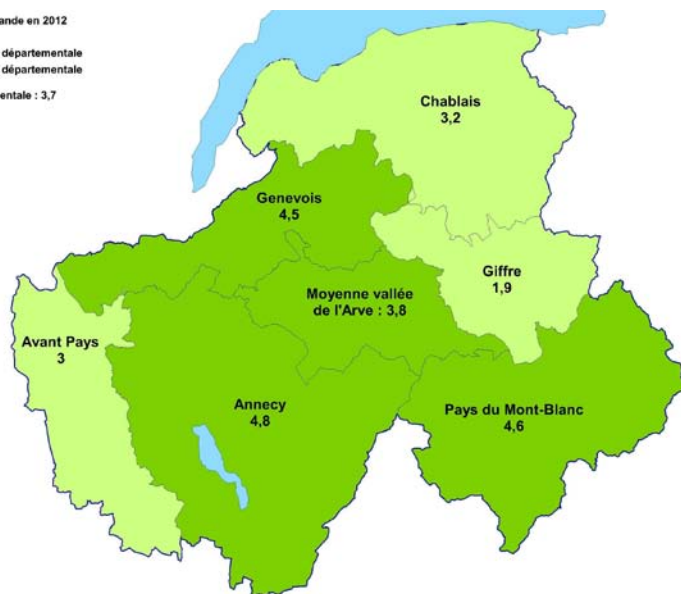 ande en 2012
départementale
départementale
entale : 3,7
Chablais
3,2
Genevois
4,5
Giffre
1,9
Moyenne vallée
de l'Arve : 3,8
Avant Pays
3
Annecy
4,8
Pays du Mont-Blanc
4,6